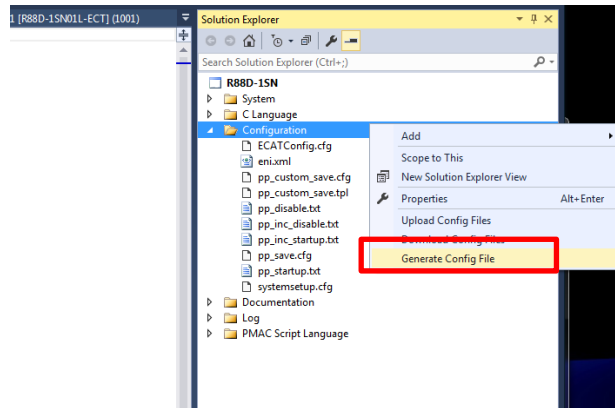 1 [R88D-1SN01L-ECT] (1001)
Solution Explorer
Search Solution Explorer (Ctrl+;)
R88D-1SN
System
C Language
Configuration
ECATConfig.cfg
eni.xml
pp_custom_save.cfg
pp_custom_save.tpl
pp_disable.txt
pp_inc_disable.txt
pp_inc_startup.txt
pp_save.cfg
pp_startup.txt
systemsetup.cfg
Documentation
Log
PMAC Script Language
Add
Scope to This
New Solution Explorer View
Properties Alt+Enter
Upload Config Files
Download Config Files
Generate Config File